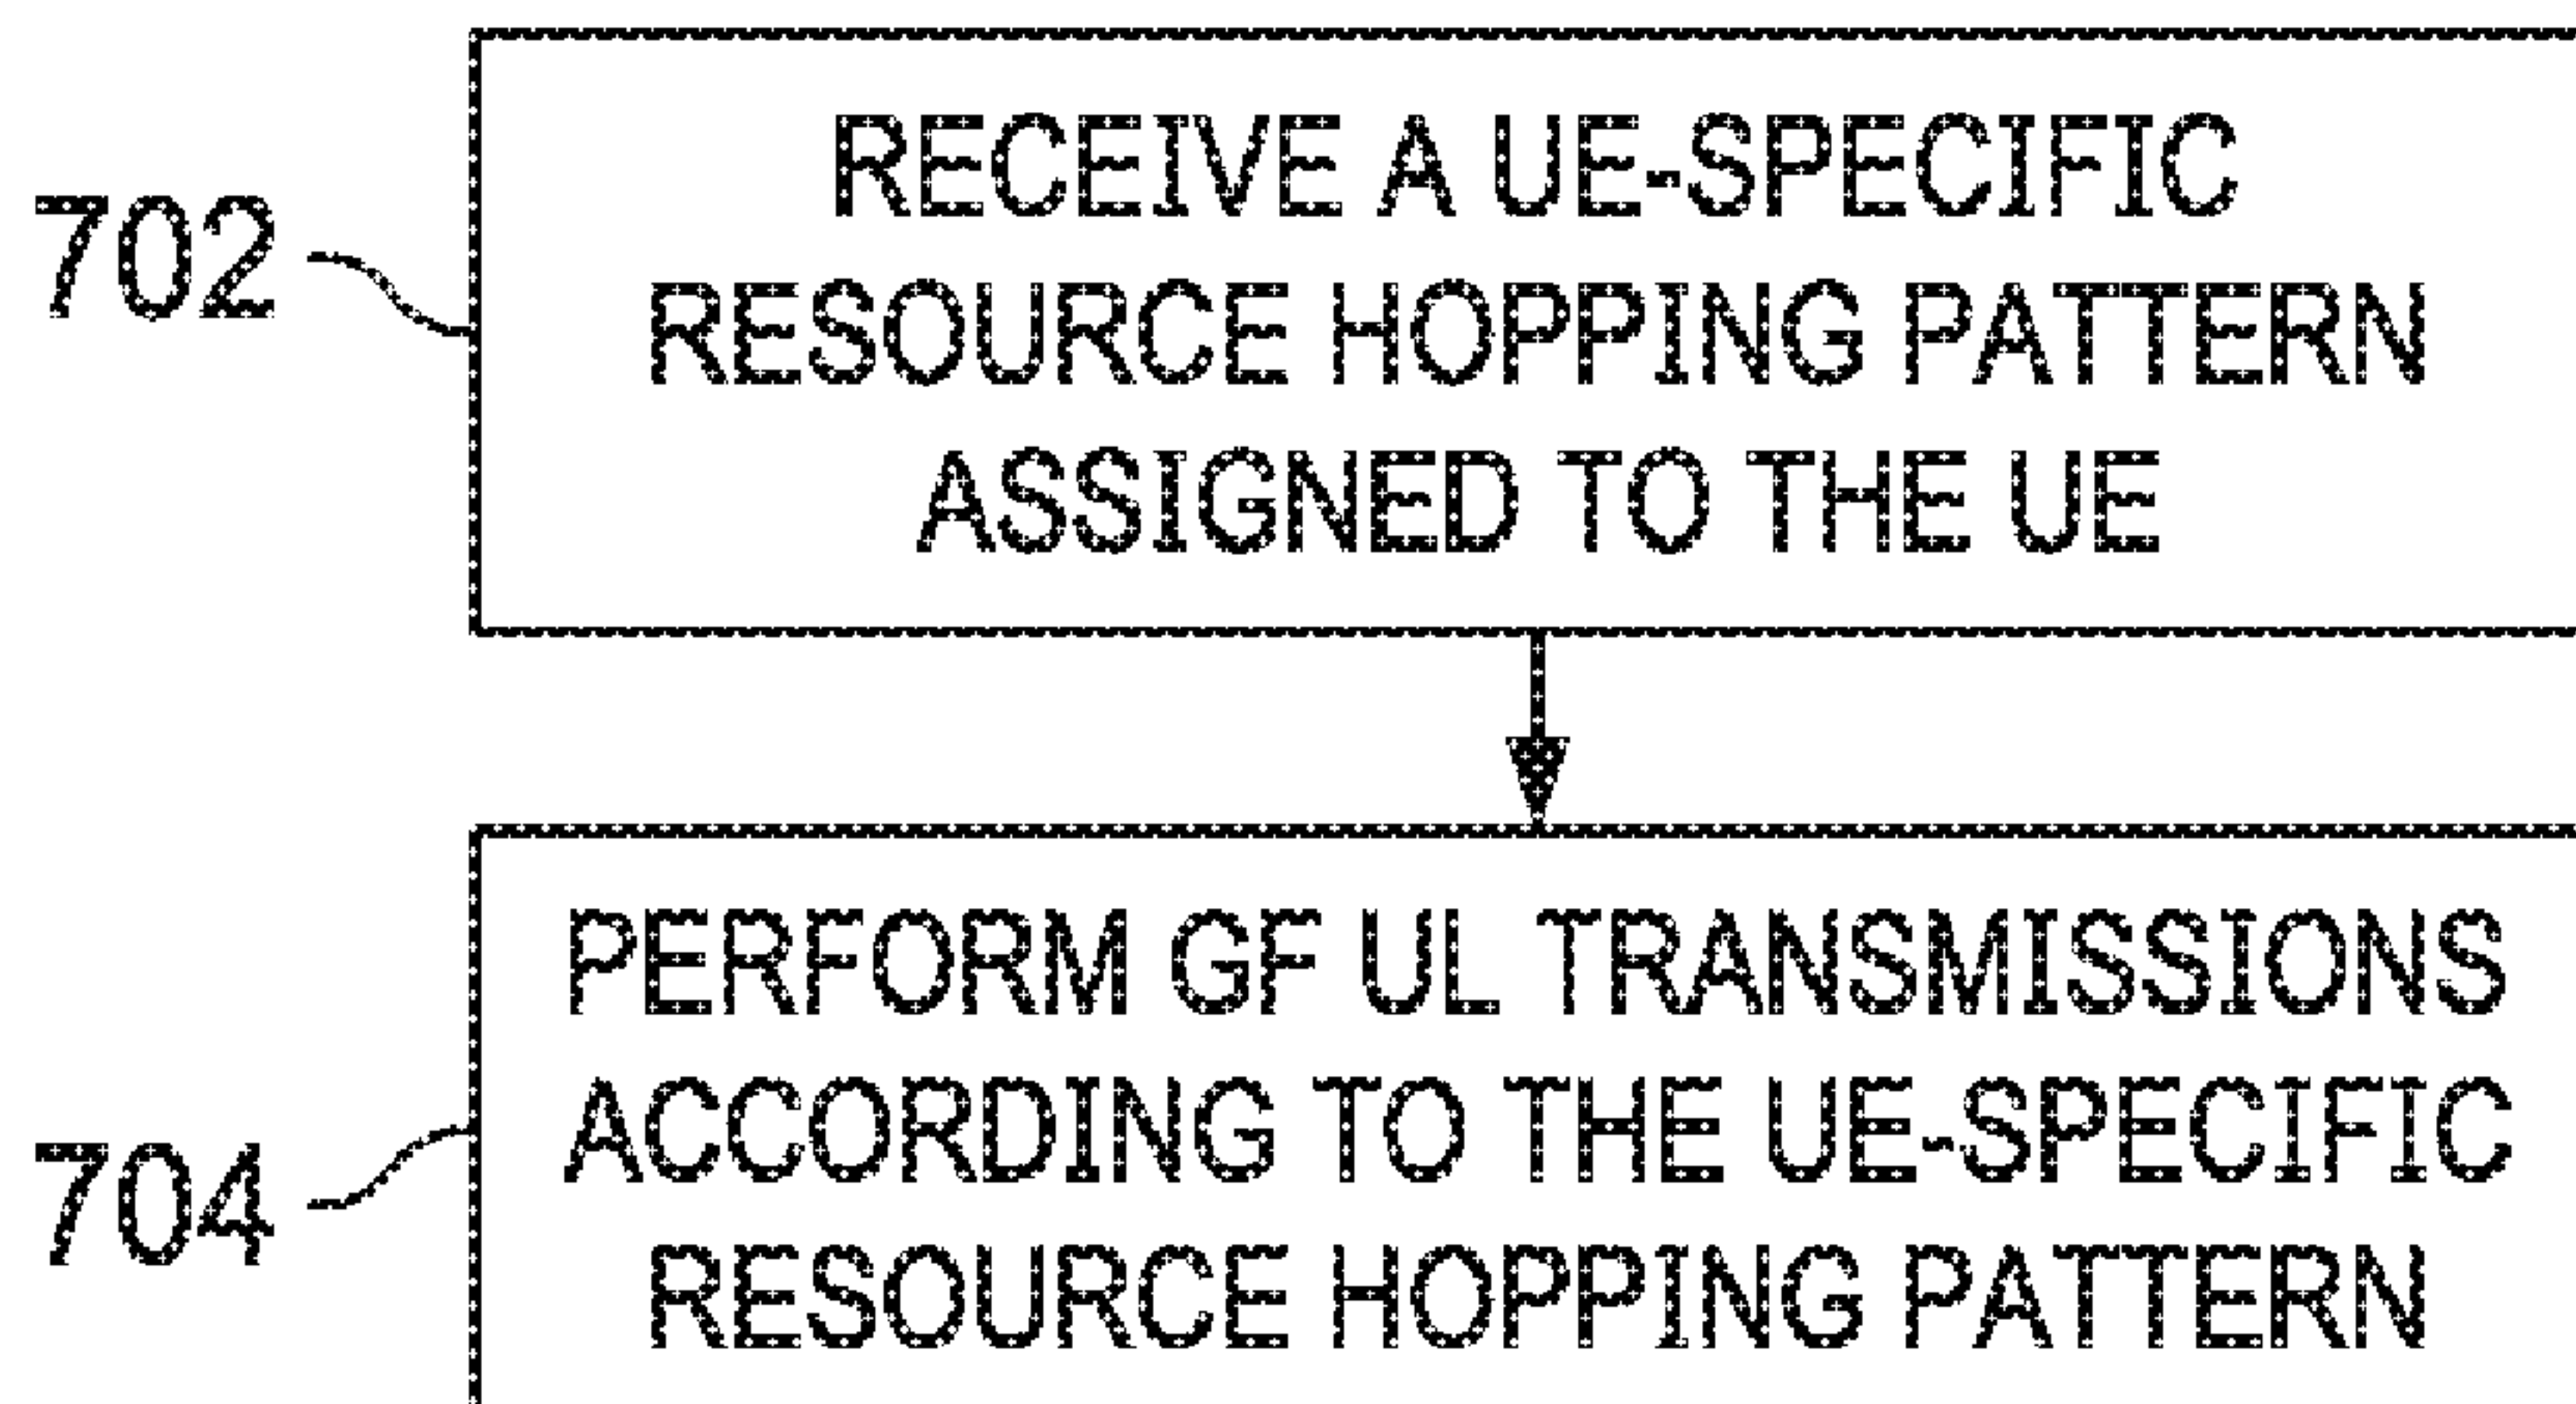 702
RECEIVE A UE-SPECIFIC
RESOURCE HOPPING PATTERN
ASSIGNED TO THE UE
704
PERFORM GF UL TRANSMISSIONS
ACCORDING TO THE UE-SPECIFIC
RESOURCE HOPPING PATTERN